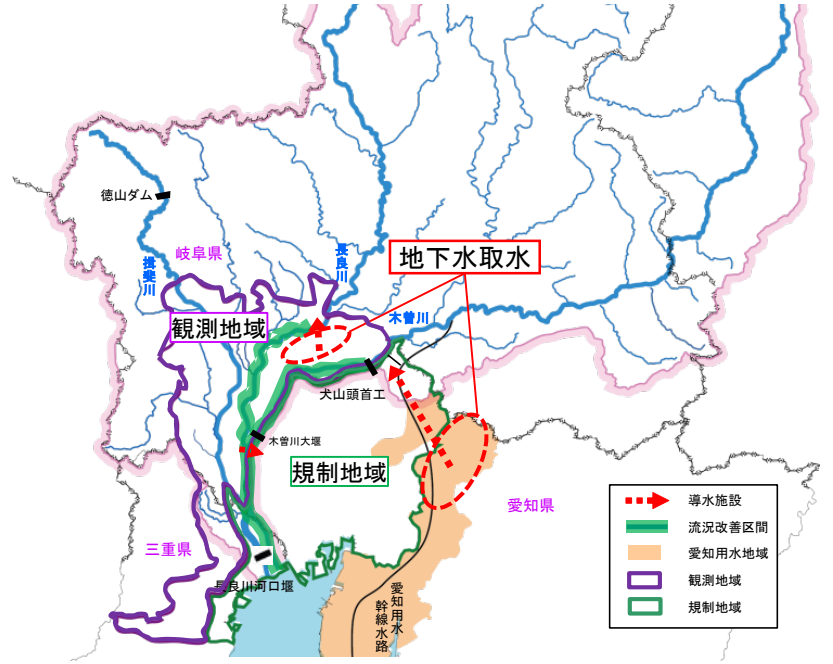 徳山ダム
岐阜県
揖斐川
長良川
地下水取水
木曽川
観測地域
犬山頭首工
木曽川大堰
規制地域
愛知県
三重県
長良川河口堰
愛知用水
幹線水路
導水施設
流況改善区間
愛知用水地域
観測地域
規制地域